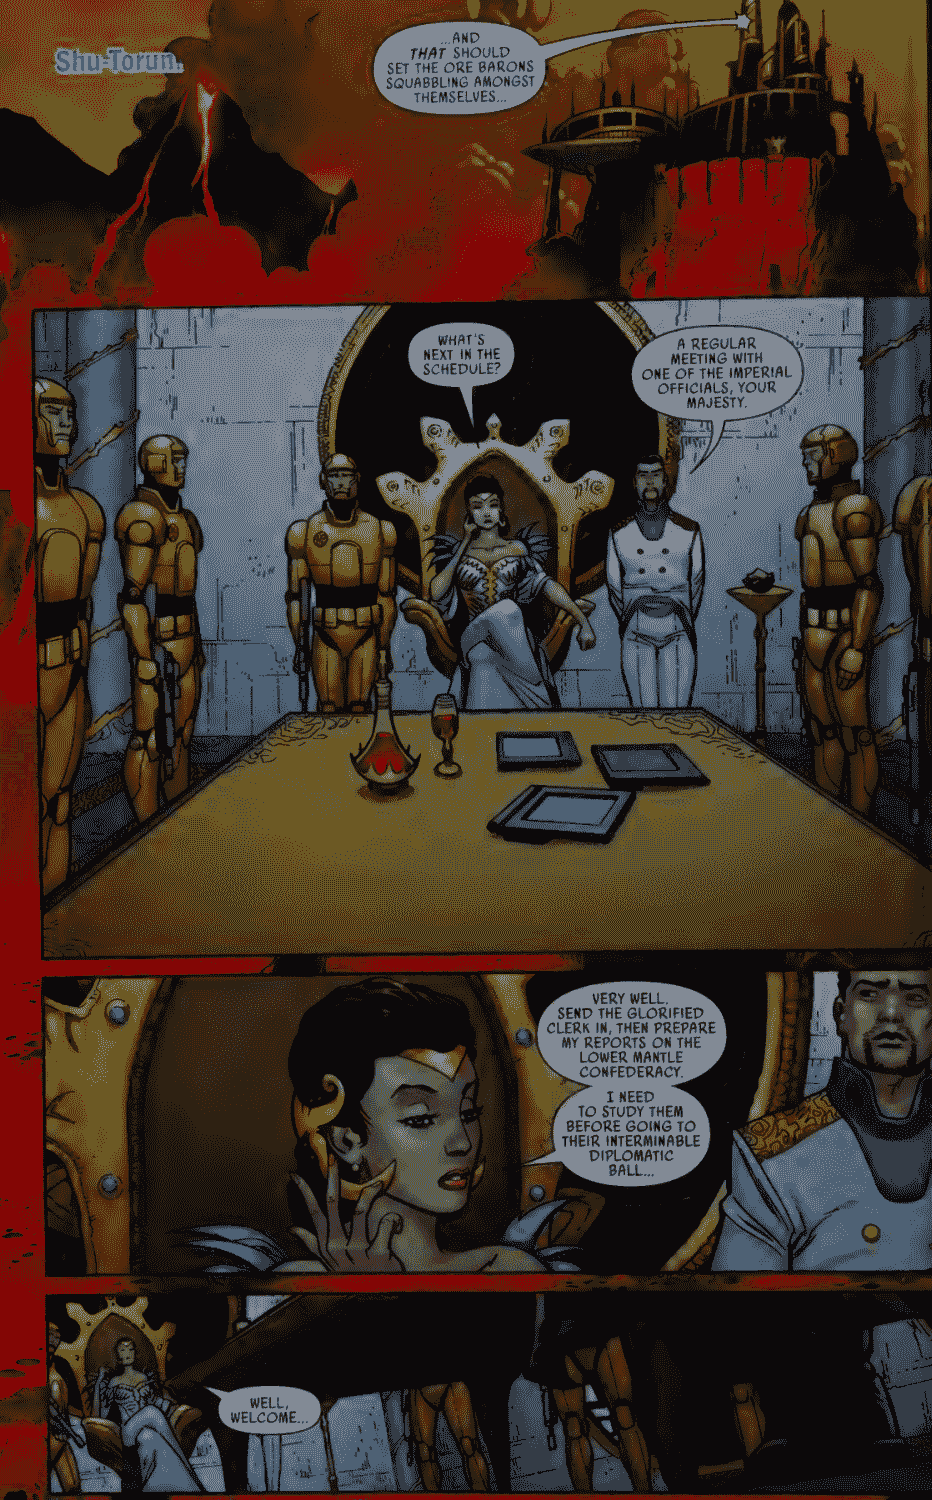 Shu-Torun.
...AND
THAT SHOULD
SET THE ORE BARONS
SQUABBLING AMONGST
THEMSELVES...
WHAT'S
NEXT IN THE
SCHEDULE?
A REGULAR
MEETING WITH
ONE OF THE IMPERIAL
OFFICIALS, YOUR
MAJESTY.
VERY WELL.
SEND THE GLORIFIED
CLERK IN, THEN PREPARE
MY REPORTS ON THE
LOWER MANTLE
CONFEDERACY.
I NEED
TO STUDY THEM
BEFORE GOING TO
THEIR INTERMINABLE
DIPLOMATIC
BALL...
WELL,
WELCOME...